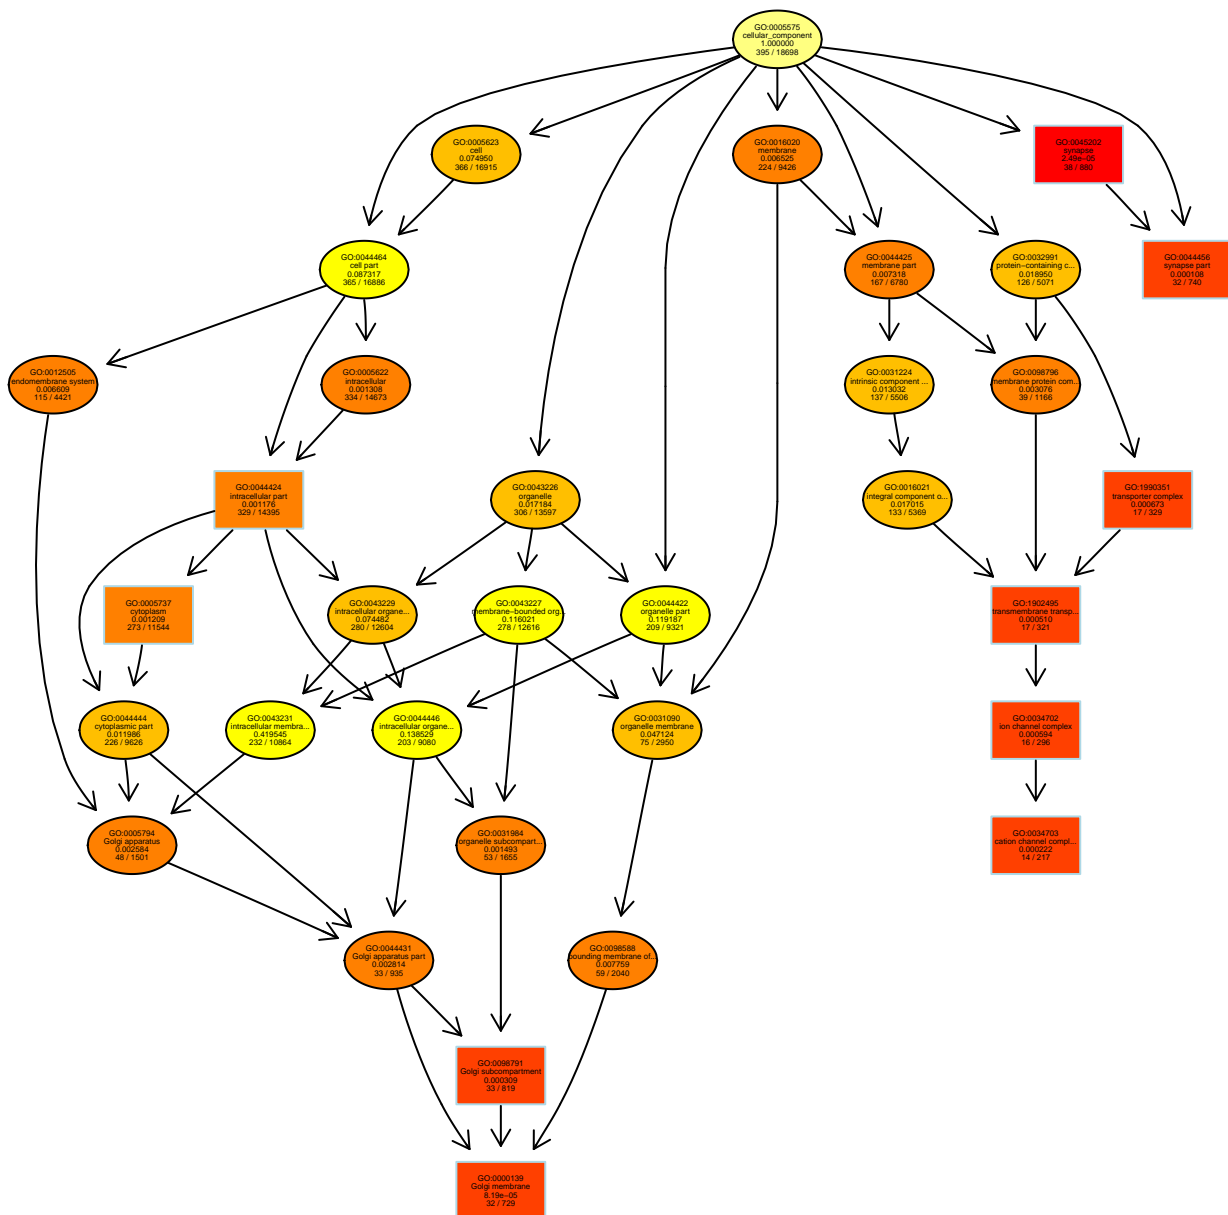 GO:0005575
cellular_component
1.000000
395 / 18698
GO:0005623
cell
0.074950
366 / 16915
GO:0016020
membrane
0.006525
224 / 9426
GO:0045202
synapse
2.49e−05
38 / 880
GO:0044464
cell part
0.087317
365 / 16886
GO:0044425
membrane part
0.007318
167 / 6780
GO:0032991
protein−containing c...
0.018950
126 / 5071
GO:0044456
synapse part
0.000108
32 / 740
GO:0012505
endomembrane system
0.006609
115 / 4421
GO:0005622
intracellular
0.001308
334 / 14673
GO:0031224
intrinsic component ...
0.013032
137 / 5506
GO:0098796
membrane protein com...
0.003076
39 / 1166
GO:0044424
intracellular part
0.001176
329 / 14395
GO:0043226
organelle
0.017184
306 / 13597
GO:0016021
integral component o...
0.017015
133 / 5369
GO:1990351
transporter complex
0.000673
17 / 329
GO:0005737
cytoplasm
0.001209
273 / 11544
GO:0043229
intracellular organe...
0.074482
280 / 12604
GO:0043227
membrane−bounded org...
0.116021
278 / 12616
GO:0044422
organelle part
0.119187
209 / 9321
GO:1902495
transmembrane transp...
0.000510
17 / 321
GO:0044444
cytoplasmic part
0.011986
226 / 9626
GO:0043231
intracellular membra...
0.419545
232 / 10864
GO:0044446
intracellular organe...
0.138529
203 / 9080
GO:0031090
organelle membrane
0.047124
75 / 2950
GO:0034702
ion channel complex
0.000594
16 / 296
GO:0005794
Golgi apparatus
0.002584
48 / 1501
GO:0031984
organelle subcompart...
0.001493
53 / 1655
GO:0034703
cation channel compl...
0.000222
14 / 217
GO:0044431
Golgi apparatus part
0.002814
33 / 935
GO:0098588
bounding membrane of...
0.007759
59 / 2040
GO:0098791
Golgi subcompartment
0.000309
33 / 819
GO:0000139
Golgi membrane
8.19e−05
32 / 729